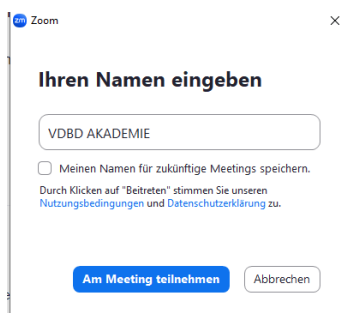 zm Zoom
Ihren Namen eingeben
VDBD AKADEMIE
Meinen Namen für zukünftige Meetings speichern.
Durch Klicken auf "Beitreten" stimmen Sie unseren
Nutzungsbedingungen und Datenschutzerklärung zu.
Am Meeting teilnehmen Abbrechen